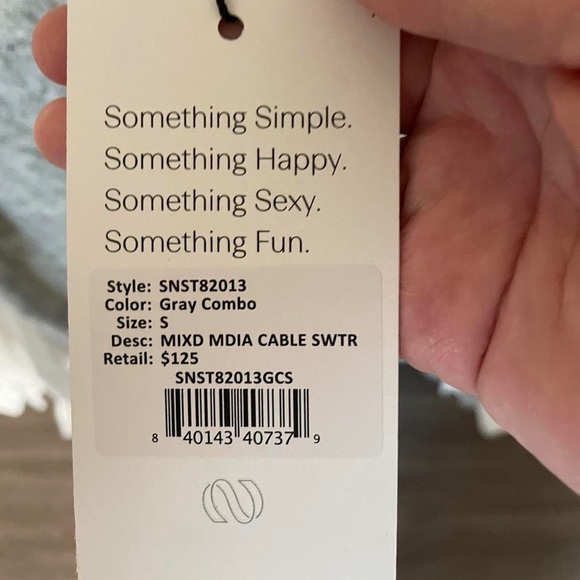 Something Simple.
Something Happy.
Something Sexy.
Something Fun.
Style: SNST82013
Color: Gray Combo
Size: S
Desc: MIXD MDIA CABLE SWTR
Retail: $125
SNST82013GCS
8 40143 40737 9